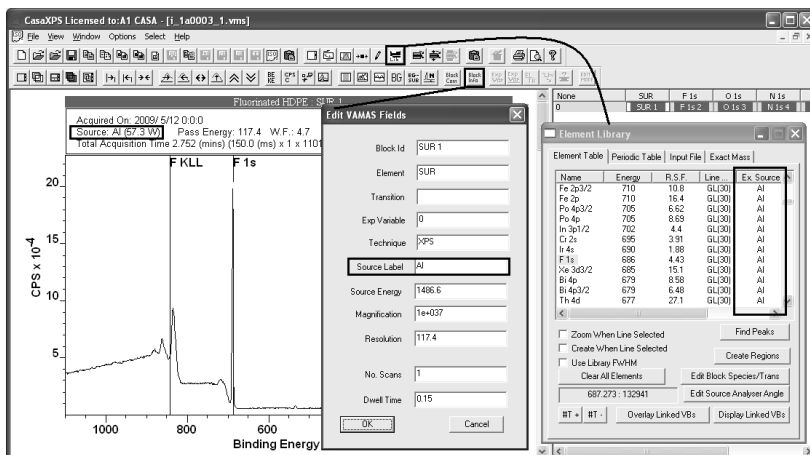 CasaXPS Licensed to:A1 CASA - [i_1a0003_1.vms]
File View Window Options Select Help
BE KE CPS BG BG-SUB Block Com Block Info Exp Var Exp Var
Fluorinated HDPE : SUR 1
Acquired On: 2009/ 5/12 0:0:0
Source: Al (57.3 W) Pass Energy: 117.4 W.F.: 4.7
Total Acquisition Time 2.752 (mins) (150.0 (ms) x 1 x 1101
F KLL F 1s
20
15
10
5
CPS x 10-4
1000 800 600
Binding Energy
Edit VAMAS Fields
Block Id SUR 1
Element SUR
Transition
Exp Variable 0
Technique XPS
Source Label Al
Source Energy 1486.6
Magnification 1e+037
Resolution 117.4
No. Scans 1
Dwell Time 0.15
OK Cancel
None SUR F 1s O 1s N 1s
0 SUR 1 F 1s 2 O 1s 3 N 1s 4
Element Library
Element Table Periodic Table Input File Exact Mass
Name Energy R.S.F. Line ... Ex. Source
Fe 2p3/2 710 10.8 GL(30) Al
Fe 2p 710 16.4 GL(30) Al
Po 4p3/2 705 6.62 GL(30) Al
Po 4p 705 8.69 GL(30) Al
In 3p1/2 702 4.4 GL(30) Al
Cr 2s 695 3.91 GL(30) Al
Ir 4s 690 1.88 GL(30) Al
F 1s 686 4.43 GL(30) Al
Xe 3d3/2 685 15.1 GL(30) Al
Bi 4p 679 8.58 GL(30) Al
Bi 4p3/2 679 6.48 GL(30) Al
Th 4d 677 27.1 GL(30) Al
Zoom When Line Selected Find Peaks
Create When Line Selected
Use Library FWHM Create Regions
Clear All Elements Edit Block Species/Trans
687.273 : 132941 Edit Source Analyser Angle
#T + #T - Overlay Linked VBs Display Linked VBs